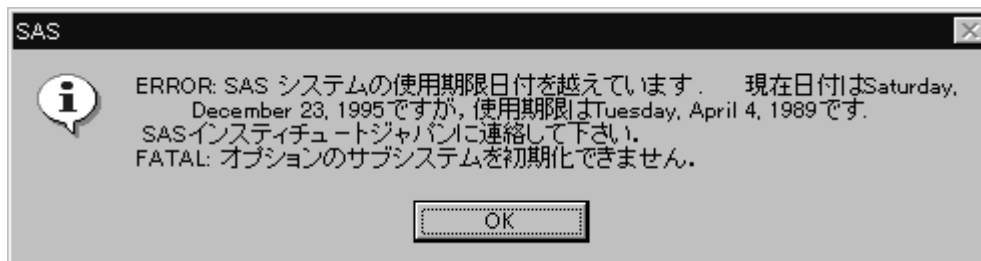 SAS
ERROR: SAS システムの使用期限日付を越えています. 現在日付はSaturday,
December 23, 1995ですが, 使用期限はTuesday, April 4, 1989です.
SASインスティチュートジャパンに連絡して下さい.
FATAL: オプションのサブシステムを初期化できません.
OK